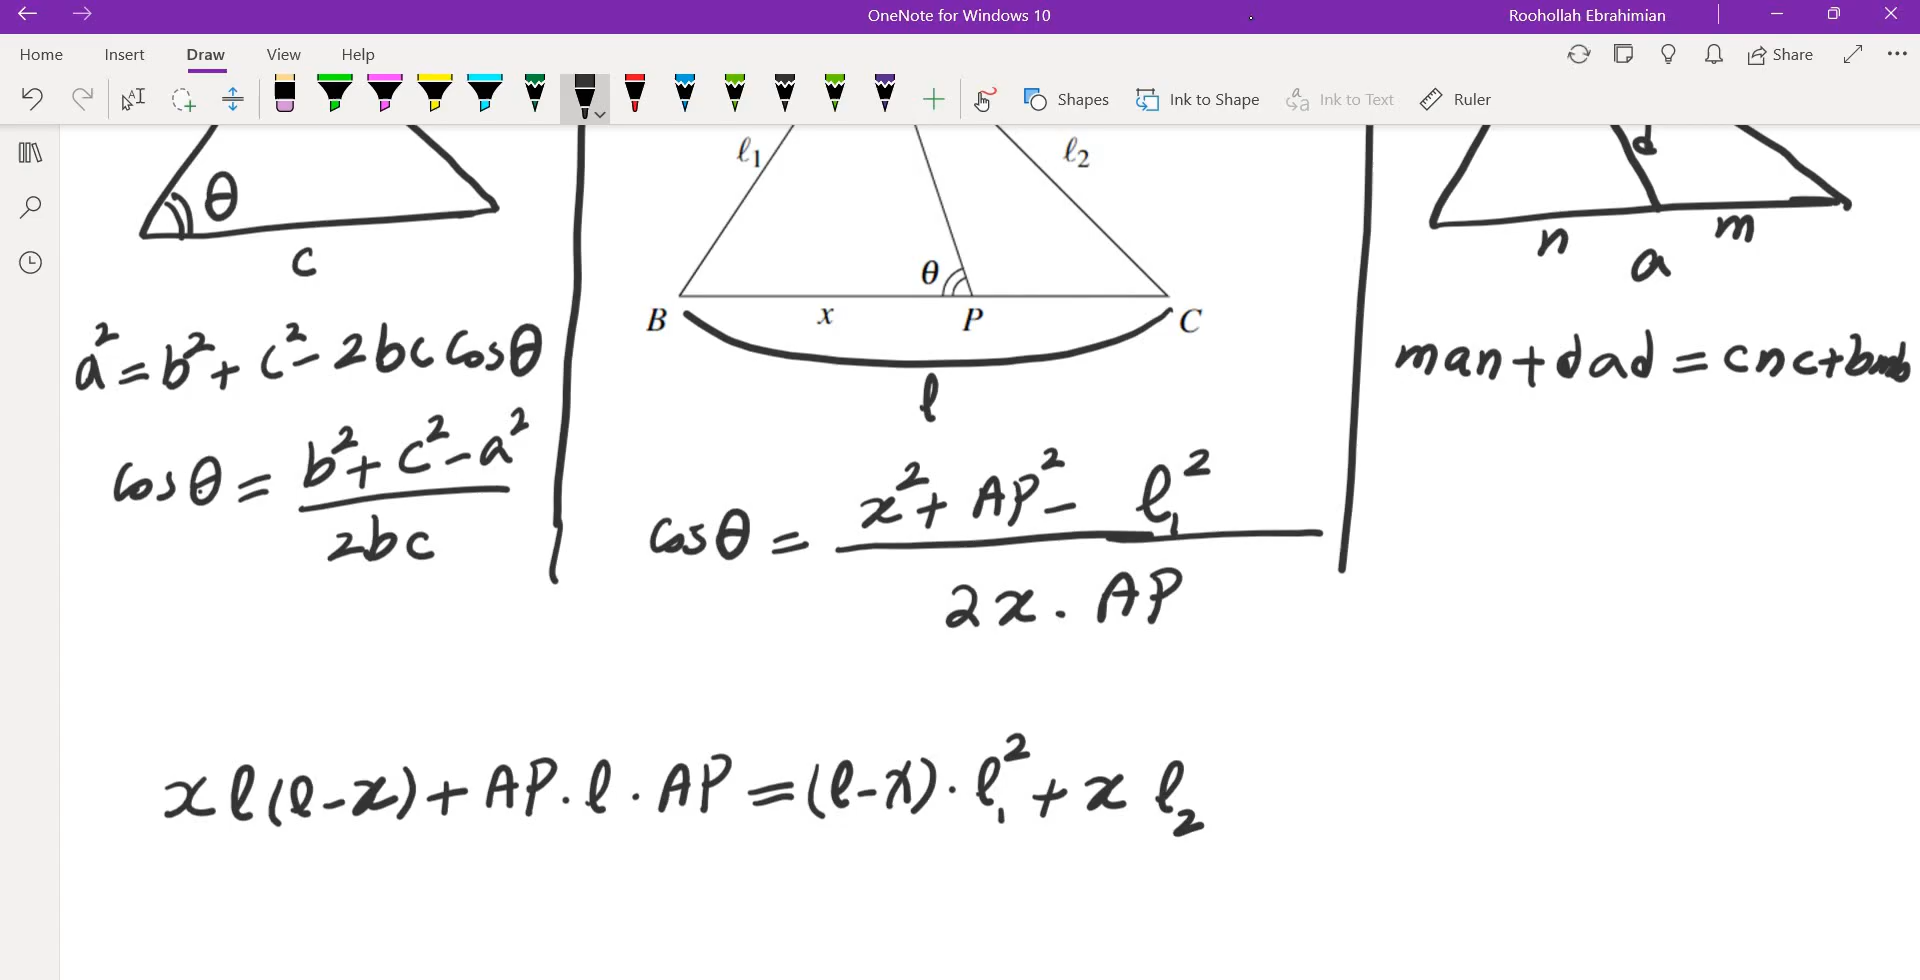 OneNote for Windows 10
Roohollah Ebrahimian
Home Insert Draw View Help
Share
Shapes Ink to Shape Ink to Text Ruler
θ
c
a² = b² + c² - 2bc cosθ
cosθ = b² + c² - a² / 2bc
ℓ1 ℓ2
θ
B x P C
ℓ
cosθ = x² + AP² - ℓ₁² / 2x . AP
d
n m
a
man + dad = cnc + bmb
xℓ(ℓ-x) + AP.ℓ.AP = (ℓ-x).ℓ₁² + x ℓ₂